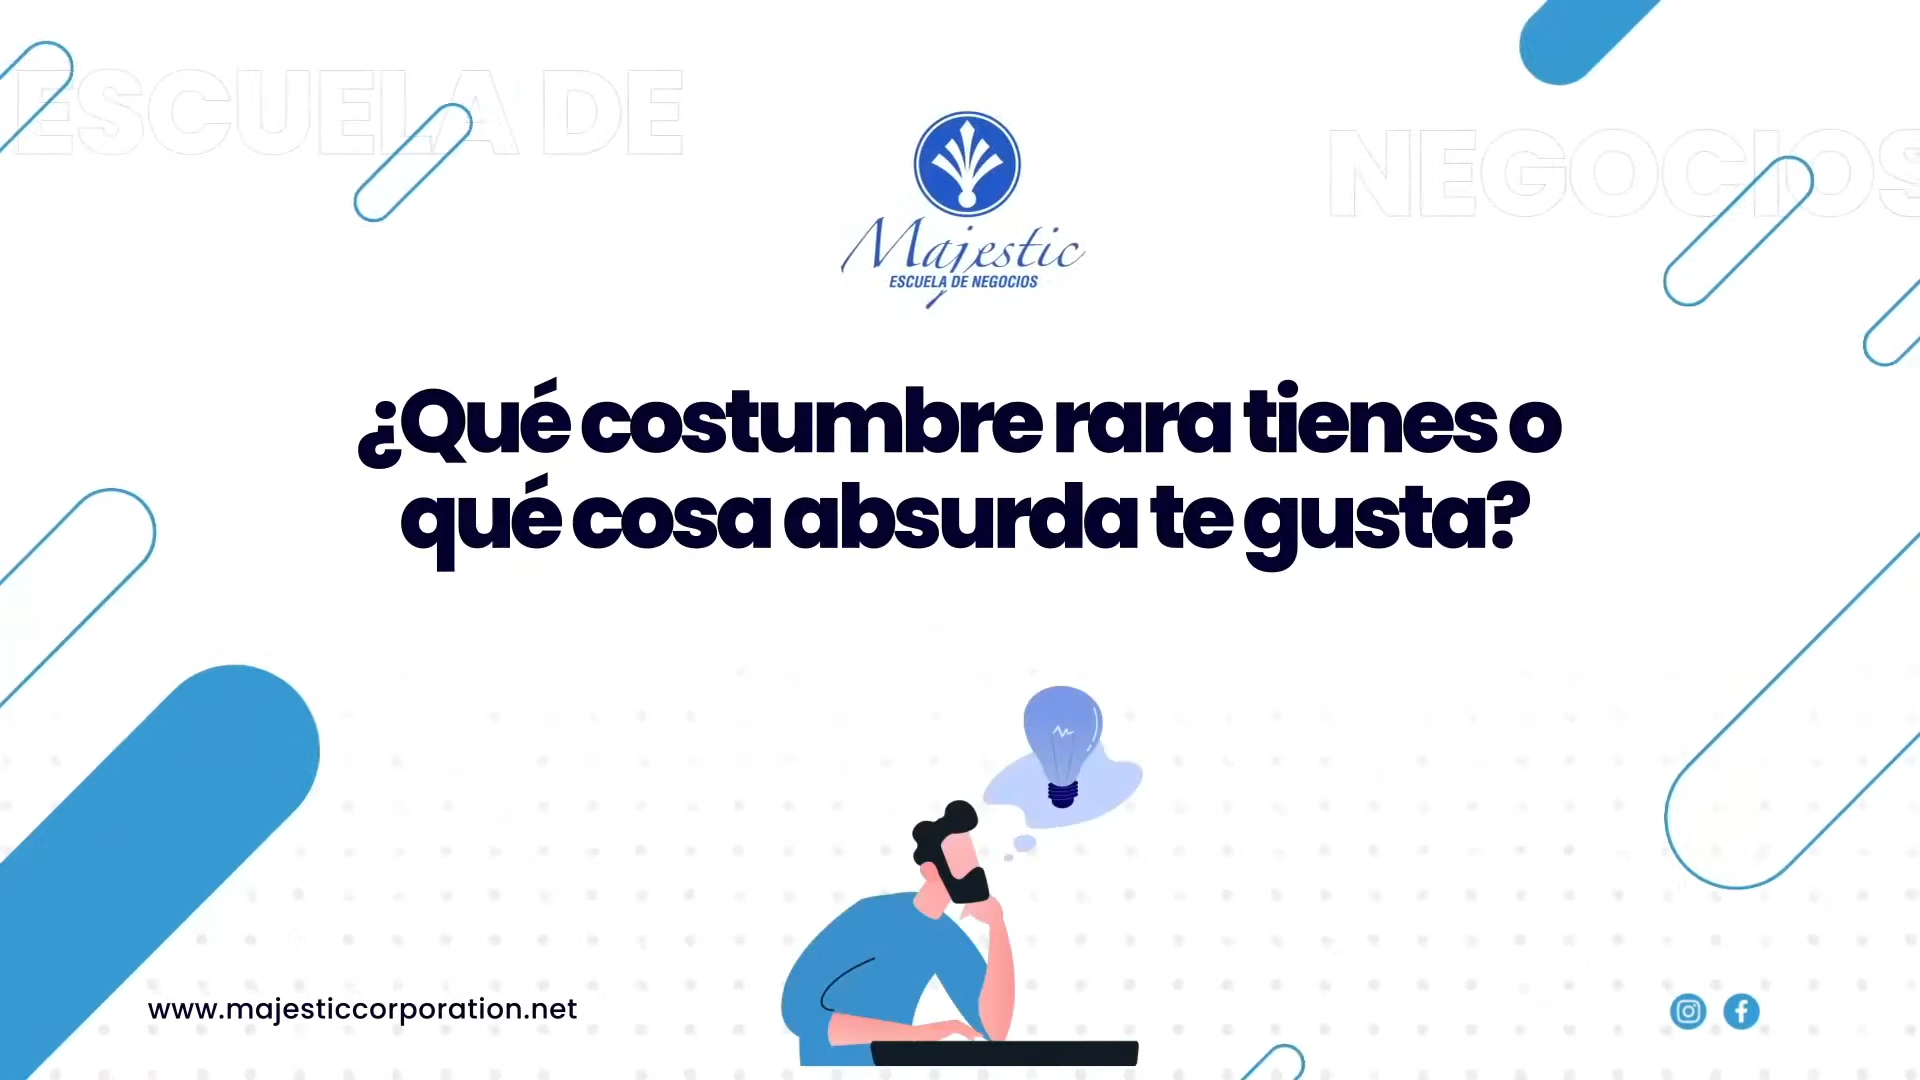 ESCUELA DE
NEGOCIOS
Majestic
ESCUELA DE NEGOCIOS
¿Qué costumbre rara tienes o
qué cosa absurda te gusta?
www.majesticcorporation.net